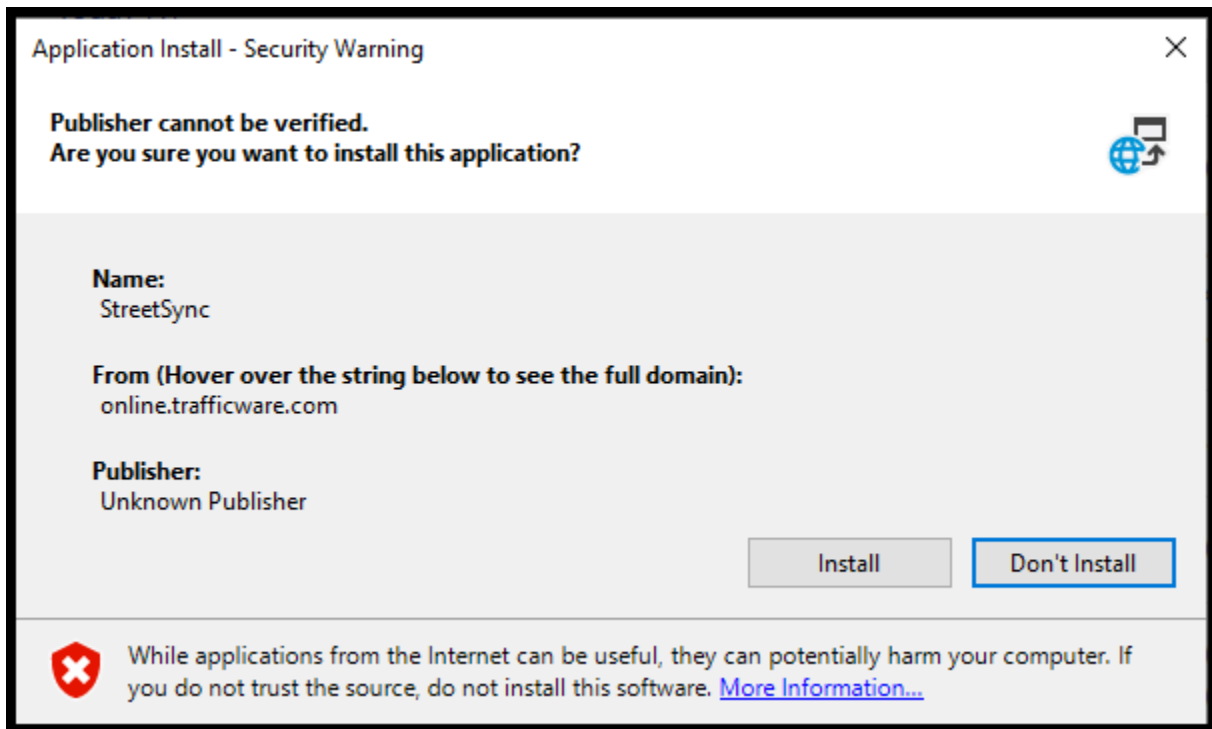 Application Install - Security Warning
Publisher cannot be verified.
Are you sure you want to install this application?
Name:
StreetSync
From (Hover over the string below to see the full domain):
online.trafficware.com
Publisher:
Unknown Publisher
Install
Don't Install
While applications from the Internet can be useful, they can potentially harm your computer. If
you do not trust the source, do not install this software. More Information...